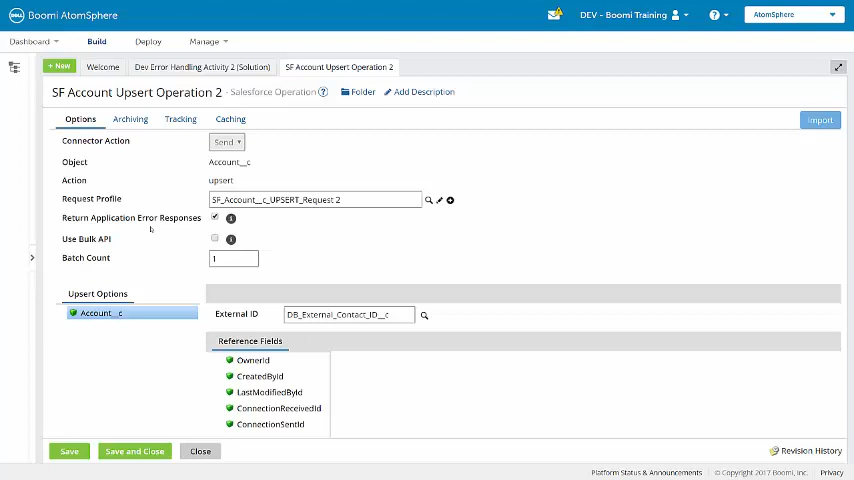 DELL Boomi AtomSphere
DEV - Boomi Training
AtomSphere
Dashboard Build Deploy Manage
+ New Welcome Dev Error Handling Activity 2 (Solution) SF Account Upsert Operation 2
SF Account Upsert Operation 2 - Salesforce Operation Folder Add Description
Options Archiving Tracking Caching Import
Connector Action Send
Object Account__c
Action upsert
Request Profile SF_Account__c_UPSERT_Request 2
Return Application Error Responses
Use Bulk API
Batch Count 1
Upsert Options
Account__c External ID DB_External_Contact_ID__c
Reference Fields
OwnerId
CreatedById
LastModifiedById
ConnectionReceivedId
ConnectionSentId
Save Save and Close Close Revision History
Platform Status & Announcements © Copyright 2017 Boomi, Inc. Privacy